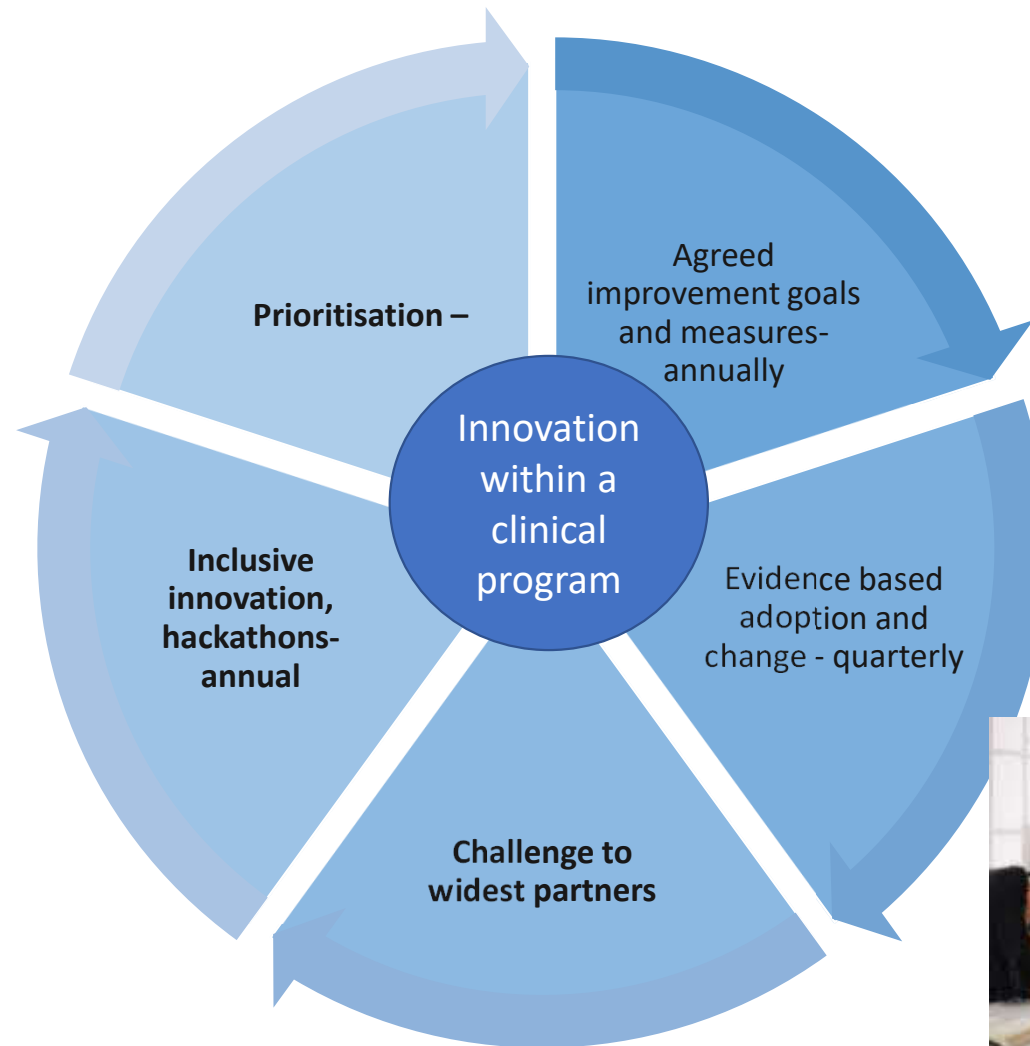 Agreed
improvement goals
and measures-
annually
Evidence based
adoption and
change - quarterly
Challenge to
widest partners
Inclusive
innovation,
hackathons-
annual
Prioritisation –
Innovation
within a
clinical
program